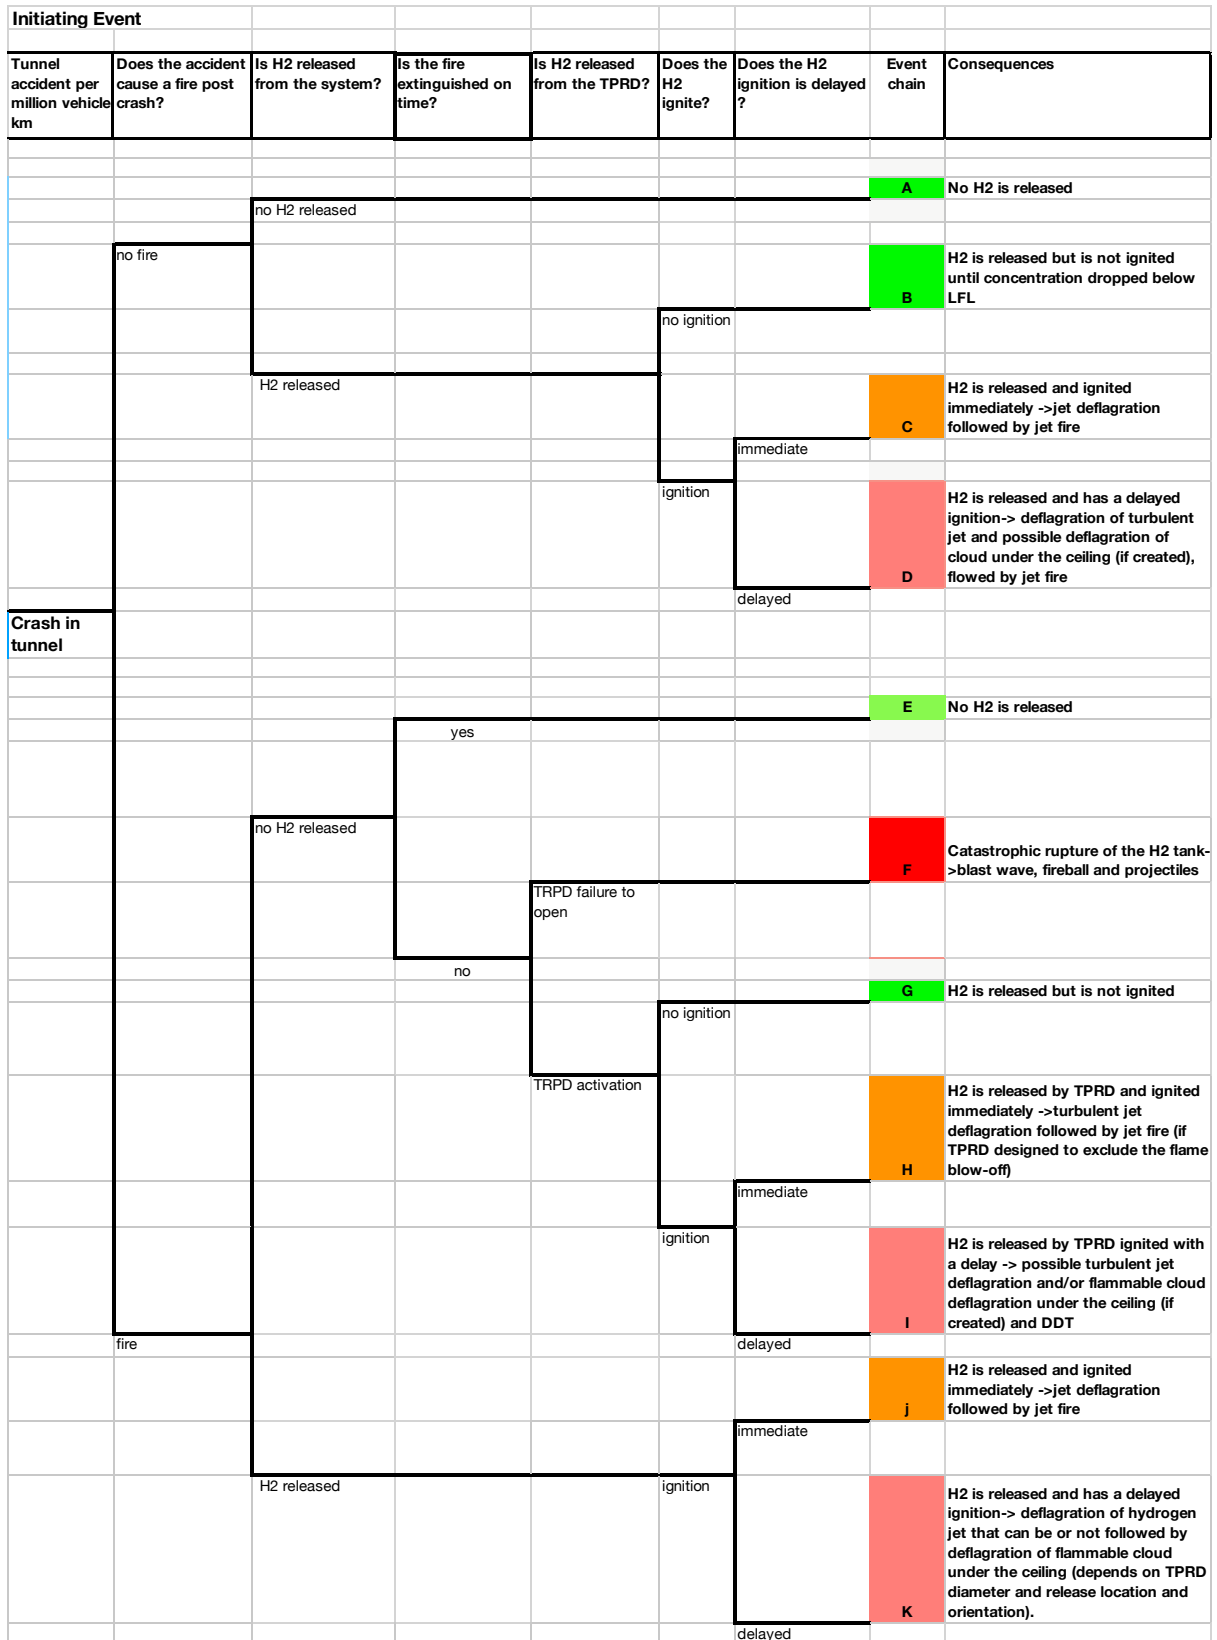 Initiating Event
Tunnel
accident per
million vehicle
km
Does the accident
cause a fire post
crash?
Is H2 released
from the system?
Is the fire
extinguished on
time?
Is H2 released
from the TPRD?
Does the
H2
ignite?
Does the H2
ignition is delayed
?
Event
chain
Consequences
A
No H2 is released
no H2 released
no fire
H2 is released but is not ignited
until concentration dropped below
LFL
B
no ignition
H2 released
H2 is released and ignited
immediately ->jet deflagration
followed by jet fire
C
immediate
ignition
H2 is released and has a delayed
ignition-> deflagration of turbulent
jet and possible deflagration of
cloud under the ceiling (if created),
flowed by jet fire
D
delayed
Crash in
tunnel
E
No H2 is released
yes
no H2 released
Catastrophic rupture of the H2 tank-
>blast wave, fireball and projectiles
F
TRPD failure to
open
no
G
H2 is released but is not ignited
no ignition
TRPD activation
H2 is released by TPRD and ignited
immediately ->turbulent jet
deflagration followed by jet fire (if
TPRD designed to exclude the flame
blow-off)
H
immediate
ignition
H2 is released by TPRD ignited with
a delay -> possible turbulent jet
deflagration and/or flammable cloud
deflagration under the ceiling (if
created) and DDT
I
fire
delayed
H2 is released and ignited
immediately ->jet deflagration
followed by jet fire
j
immediate
H2 released
ignition
H2 is released and has a delayed
ignition-> deflagration of hydrogen
jet that can be or not followed by
deflagration of flammable cloud
under the ceiling (depends on TPRD
diameter and release location and
orientation).
K
delayed